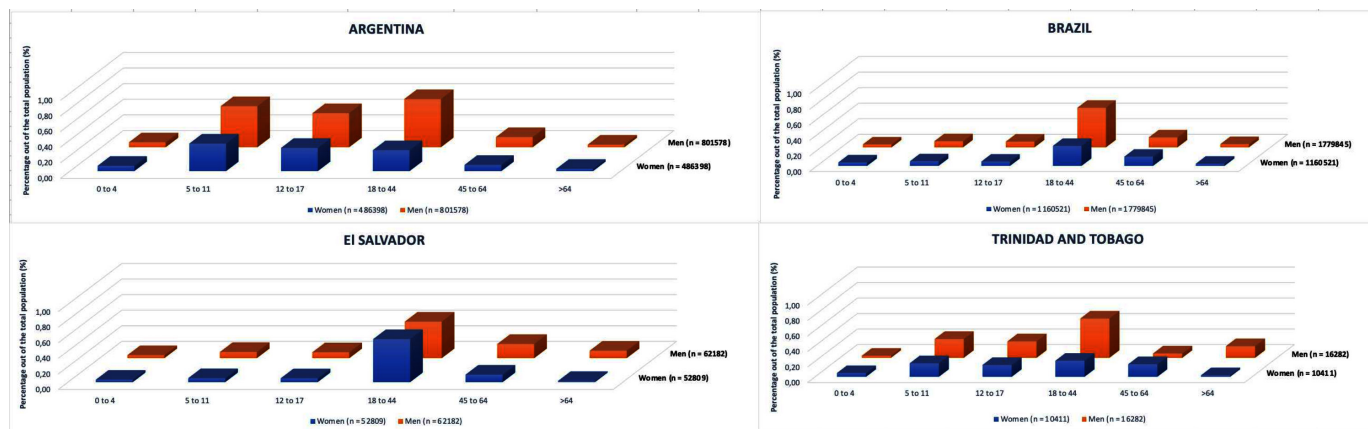 ARGENTINA
Percentage out of the total population (%)
1,00
0,80
0,60
0,40
0,20
0,00
Men (n = 801578)
Women (n = 486398)
0 to 4 5 to 11 12 to 17 18 to 44 45 to 64 >64
Women (n = 486398) Men (n = 801578)
BRAZIL
Percentage out of the total population (%)
1,00
0,80
0,60
0,40
0,20
0,00
Men (n = 1779845)
Women (n = 1160521)
0 to 4 5 to 11 12 to 17 18 to 44 45 to 64 >64
Women (n = 1160521) Men (n = 1779845)
El SALVADOR
Percentage out of the total population (%)
1,00
0,80
0,60
0,40
0,20
0,00
Men (n = 62182)
Women (n = 52809)
0 to 4 5 to 11 12 to 17 18 to 44 45 to 64 >64
Women (n = 52809) Men (n = 62182)
TRINIDAD AND TOBAGO
Percentage out of the total population (%)
1,00
0,80
0,60
0,40
0,20
0,00
Men (n = 16282)
Women (n = 10411)
0 to 4 5 to 11 12 to 17 18 to 44 45 to 64 >64
Women (n = 10411) Men (n = 16282)